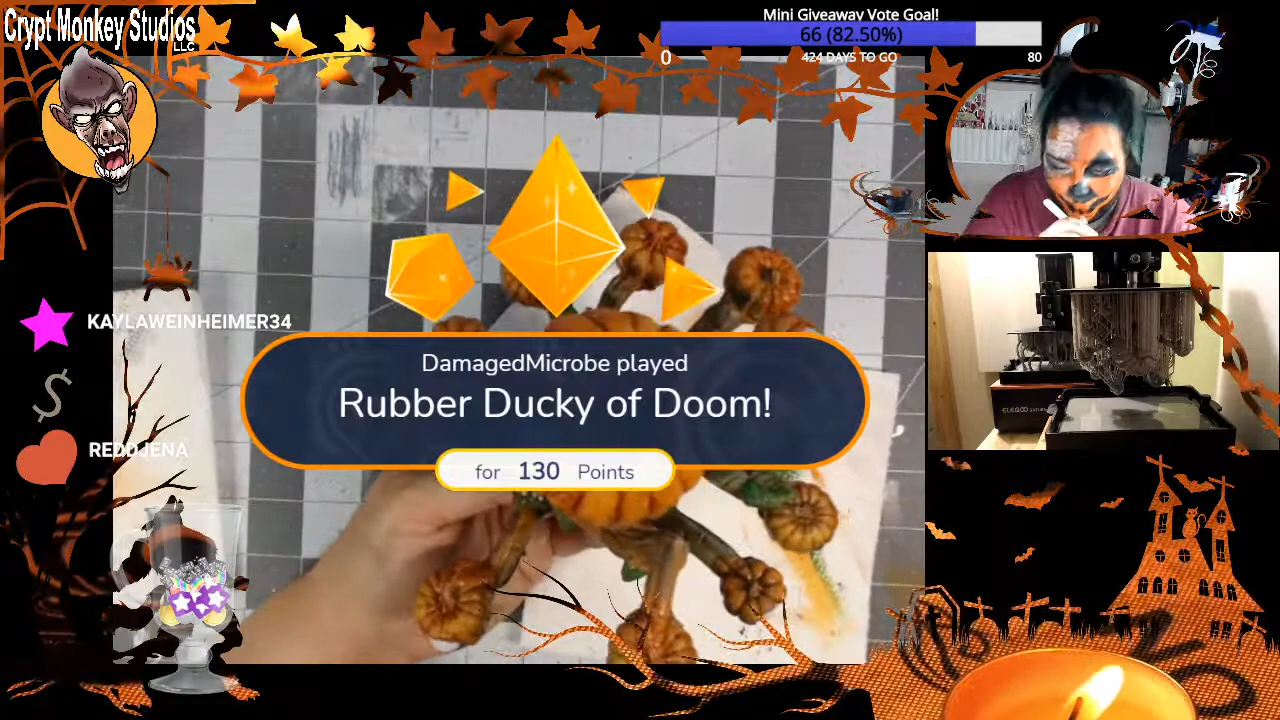 Crypt Monkey Studios
LLC
Mini Giveaway Vote Goal!
66 (82.50%)
0
424 DAYS TO GO
80
KAYLAWEINHEIMER34
DamagedMicrobe played
Rubber Ducky of Doom!
for 130 Points
REDDJENA
ELEGOO SATURN